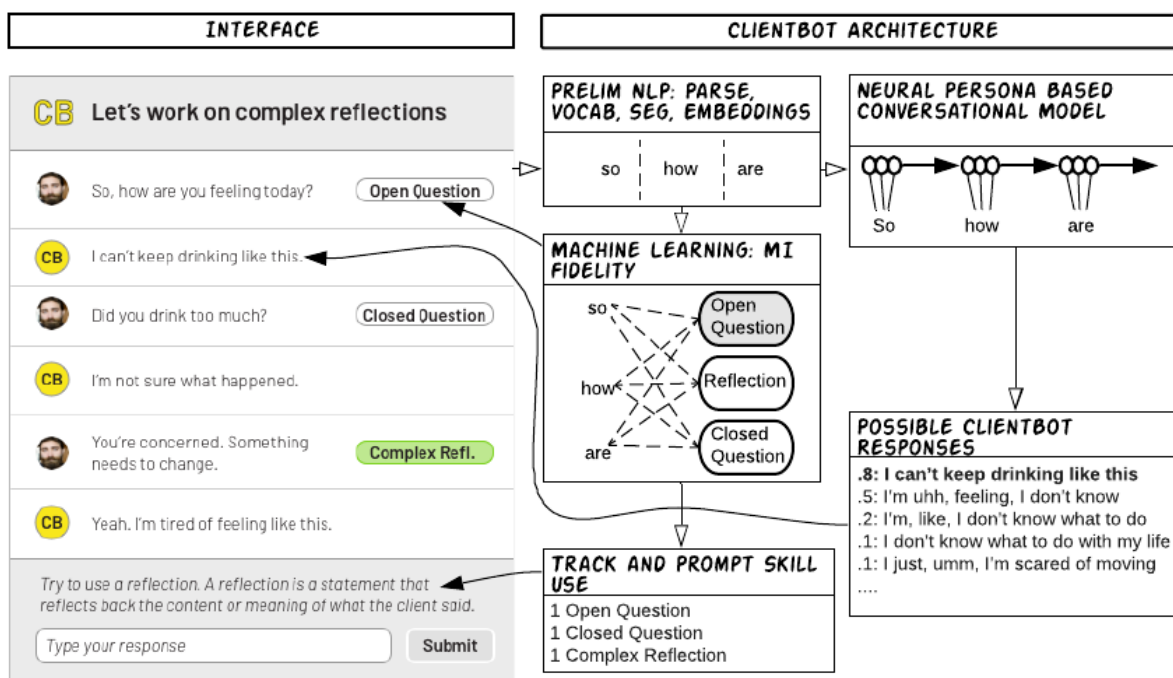 INTERFACE
CLIENTBOT ARCHITECTURE
CB Let's work on complex reflections
So, how are you feeling today?
Open Question
CB
I can't keep drinking like this.
Did you drink too much?
Closed Question
CB
I'm not sure what happened.
You're concerned. Something
needs to change.
Complex Refl.
CB
Yeah. I'm tired of feeling like this.
Try to use a reflection. A reflection is a statement that
reflects back the content or meaning of what the client said.
Type your response
Submit
PRELIM NLP: PARSE,
VOCAB, SEG, EMBEDDINGS
so how are
MACHINE LEARNING: MI
FIDELITY
so
how
are
Open
Question
Reflection
Closed
Question
TRACK AND PROMPT SKILL
USE
1 Open Question
1 Closed Question
1 Complex Reflection
NEURAL PERSONA BASED
CONVERSATIONAL MODEL
So how are
POSSIBLE CLIENTBOT
RESPONSES
.8: I can't keep drinking like this
.5: I'm uhh, feeling, I don't know
.2: I'm, like, I don't know what to do
.1: I don't know what to do with my life
.1: I just, umm, I'm scared of moving
....